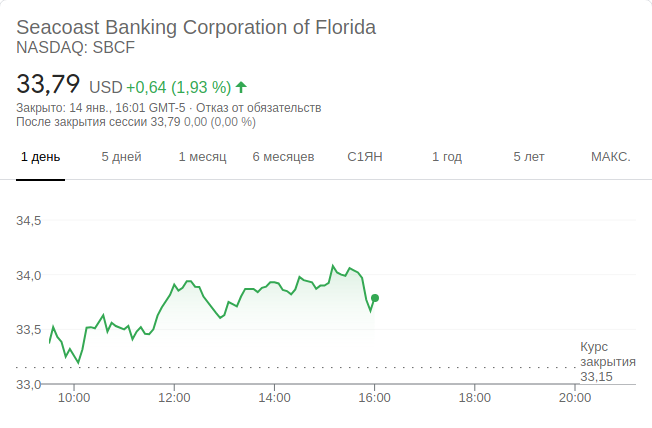 Seacoast Banking Corporation of Florida
NASDAQ: SBCF
33,79 USD +0,64 (1,93 %)
Закрыто: 14 янв., 16:01 GMT-5 · Отказ от обязательств
После закрытия сессии 33,79 0,00 (0,00 %)
1 день 5 дней 1 месяц 6 месяцев С1ЯН 1 год 5 лет МАКС.
34,5
34,0
33,5
Курс
закрытия
33,15
33,0
10:00 12:00 14:00 16:00 18:00 20:00